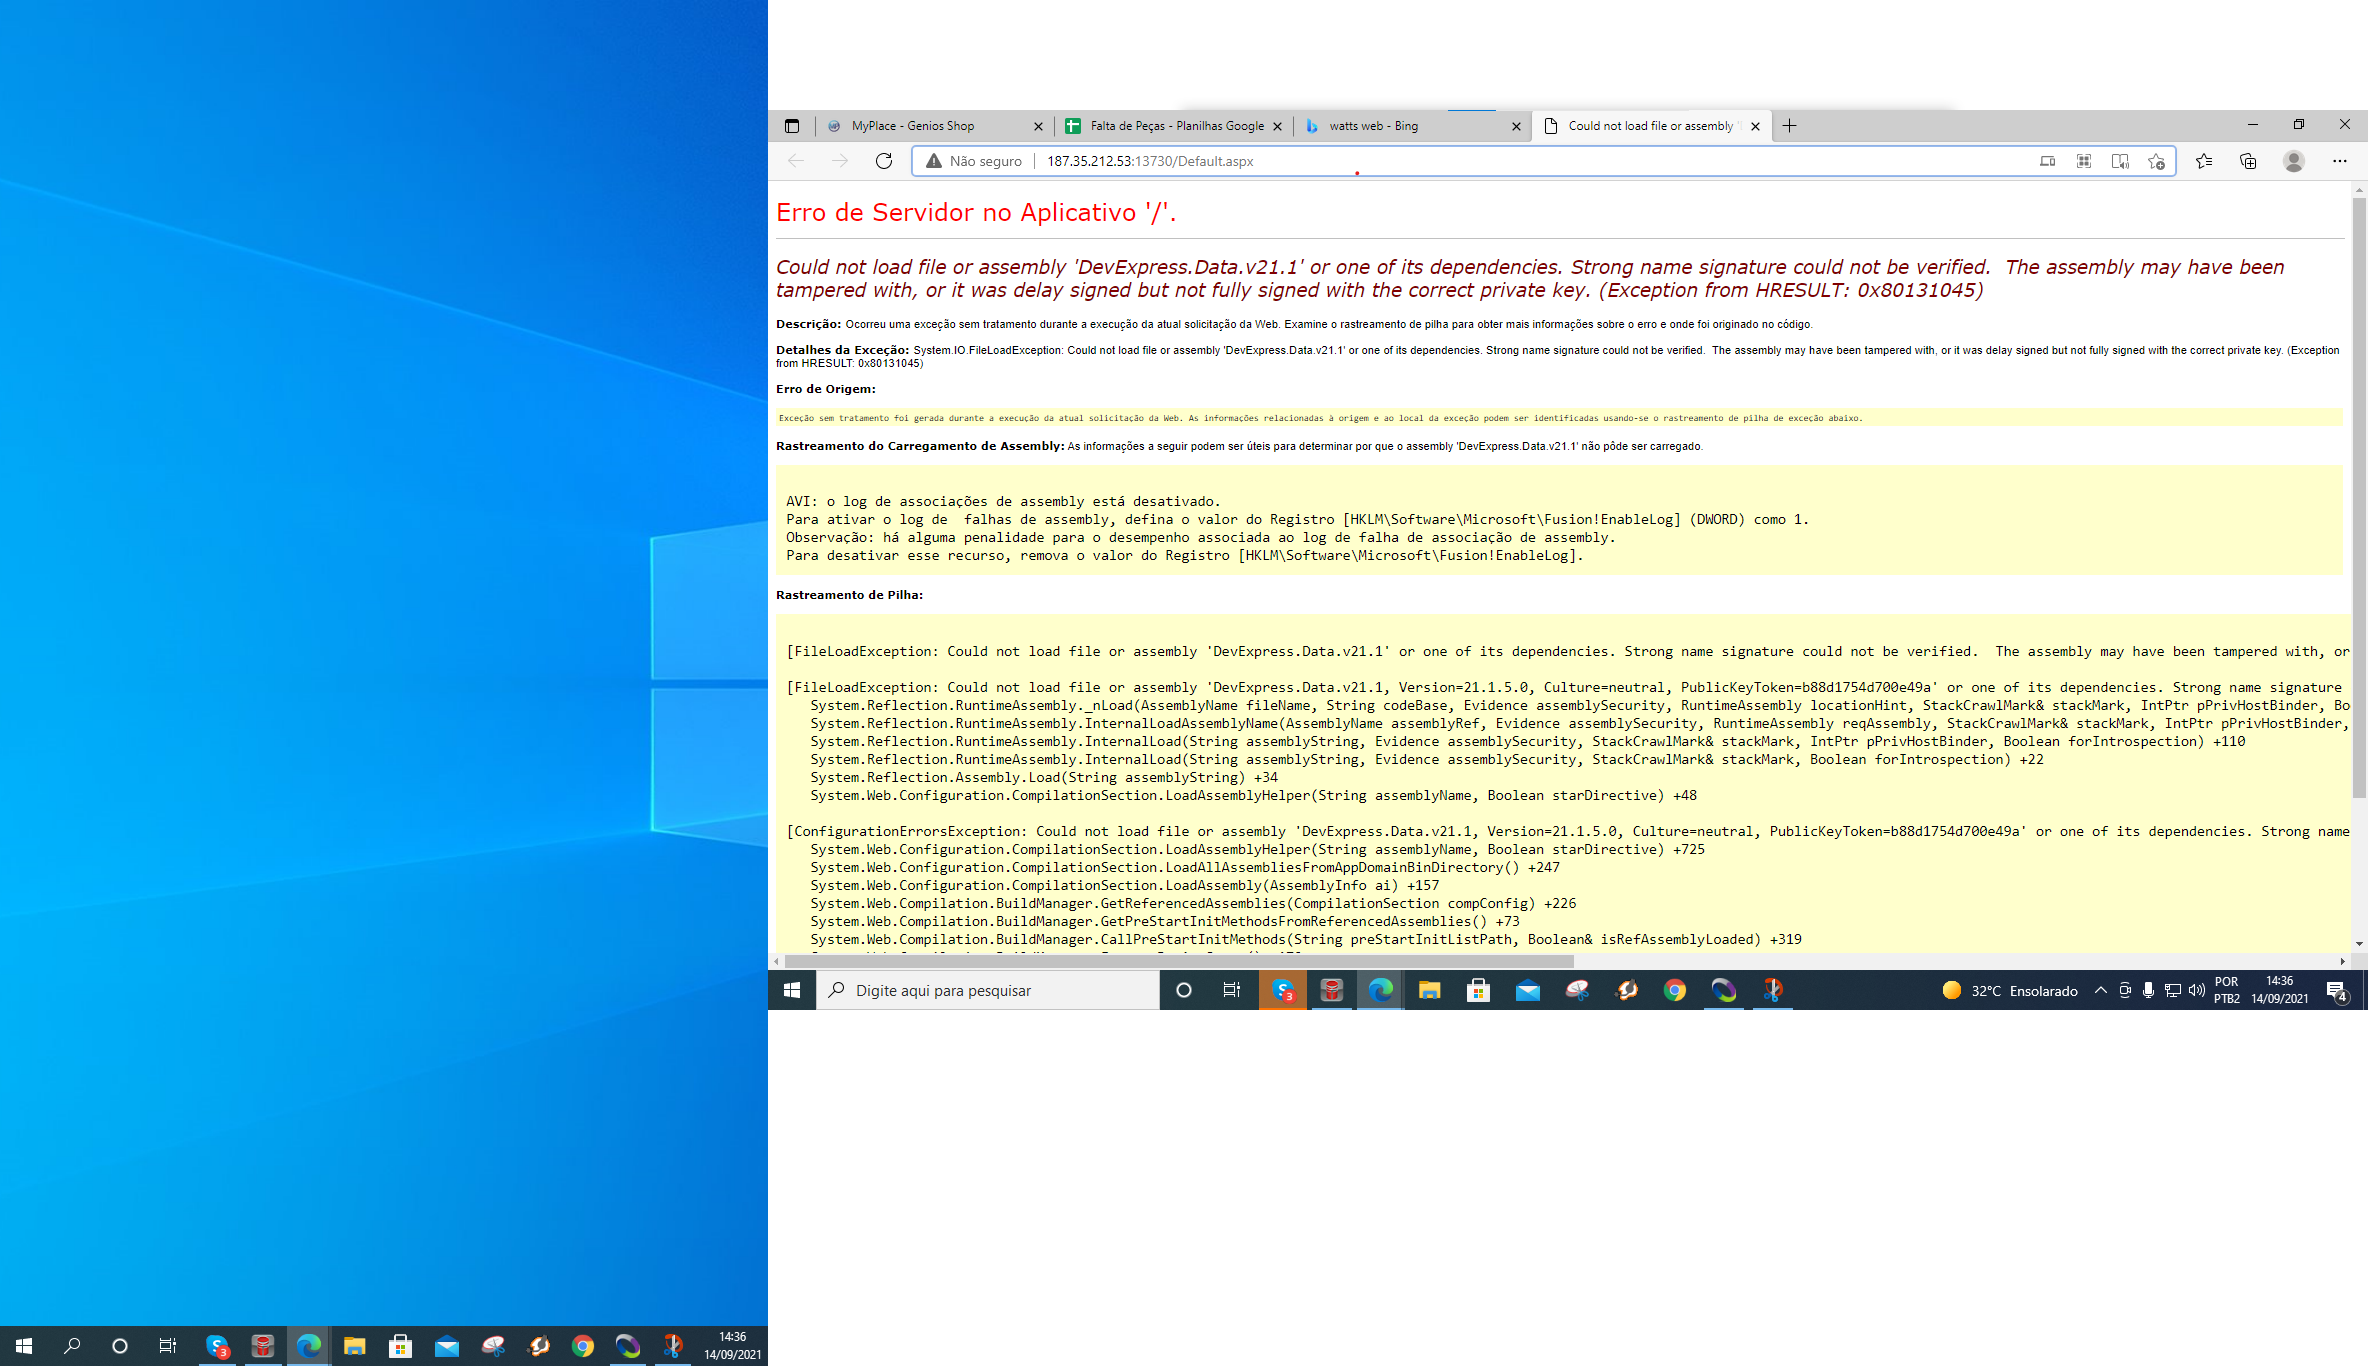 MyPlace - Genios Shop
Falta de Peças - Planilhas Google
watts web - Bing
Could not load file or assembly '
Não seguro
187.35.212.53:13730/Default.aspx
Erro de Servidor no Aplicativo '/'.
Could not load file or assembly 'DevExpress.Data.v21.1' or one of its dependencies. Strong name signature could not be verified.  The assembly may have been
tampered with, or it was delay signed but not fully signed with the correct private key. (Exception from HRESULT: 0x80131045)
Descrição: Ocorreu uma exceção sem tratamento durante a execução da atual solicitação da Web. Examine o rastreamento de pilha para obter mais informações sobre o erro e onde foi originado no código.
Detalhes da Exceção: System.IO.FileLoadException: Could not load file or assembly 'DevExpress.Data.v21.1' or one of its dependencies. Strong name signature could not be verified.  The assembly may have been tampered with, or it was delay signed but not fully signed with the correct private key. (Exception
from HRESULT: 0x80131045)
Erro de Origem:
Exceção sem tratamento foi gerada durante a execução da atual solicitação da Web. As informações relacionadas à origem e ao local da exceção podem ser identificadas usando-se o rastreamento de pilha de exceção abaixo.
Rastreamento do Carregamento de Assembly: As informações a seguir podem ser úteis para determinar por que o assembly 'DevExpress.Data.v21.1' não pôde ser carregado.
AVI: o log de associações de assembly está desativado.
Para ativar o log de  falhas de assembly, defina o valor do Registro [HKLM\Software\Microsoft\Fusion!EnableLog] (DWORD) como 1.
Observação: há alguma penalidade para o desempenho associada ao log de falha de associação de assembly.
Para desativar esse recurso, remova o valor do Registro [HKLM\Software\Microsoft\Fusion!EnableLog].
Rastreamento de Pilha:
[FileLoadException: Could not load file or assembly 'DevExpress.Data.v21.1' or one of its dependencies. Strong name signature could not be verified.  The assembly may have been tampered with, or
[FileLoadException: Could not load file or assembly 'DevExpress.Data.v21.1, Version=21.1.5.0, Culture=neutral, PublicKeyToken=b88d1754d700e49a' or one of its dependencies. Strong name signature
System.Reflection.RuntimeAssembly._nLoad(AssemblyName fileName, String codeBase, Evidence assemblySecurity, RuntimeAssembly locationHint, StackCrawlMark& stackMark, IntPtr pPrivHostBinder, Bo
System.Reflection.RuntimeAssembly.InternalLoadAssemblyName(AssemblyName assemblyRef, Evidence assemblySecurity, RuntimeAssembly reqAssembly, StackCrawlMark& stackMark, IntPtr pPrivHostBinder,
System.Reflection.RuntimeAssembly.InternalLoad(String assemblyString, Evidence assemblySecurity, StackCrawlMark& stackMark, IntPtr pPrivHostBinder, Boolean forIntrospection) +110
System.Reflection.RuntimeAssembly.InternalLoad(String assemblyString, Evidence assemblySecurity, StackCrawlMark& stackMark, Boolean forIntrospection) +22
System.Reflection.Assembly.Load(String assemblyString) +34
System.Web.Configuration.CompilationSection.LoadAssemblyHelper(String assemblyName, Boolean starDirective) +48
[ConfigurationErrorsException: Could not load file or assembly 'DevExpress.Data.v21.1, Version=21.1.5.0, Culture=neutral, PublicKeyToken=b88d1754d700e49a' or one of its dependencies. Strong name
System.Web.Configuration.CompilationSection.LoadAssemblyHelper(String assemblyName, Boolean starDirective) +725
System.Web.Configuration.CompilationSection.LoadAllAssembliesFromAppDomainBinDirectory() +247
System.Web.Configuration.CompilationSection.LoadAssembly(AssemblyInfo ai) +157
System.Web.Compilation.BuildManager.GetReferencedAssemblies(CompilationSection compConfig) +226
System.Web.Compilation.BuildManager.GetPreStartInitMethodsFromReferencedAssemblies() +73
System.Web.Compilation.BuildManager.CallPreStartInitMethods(String preStartInitListPath, Boolean& isRefAssemblyLoaded) +319
Digite aqui para pesquisar
3
32°C Ensolarado
POR
PTB2
14:36
14/09/2021
4
3
14:36
14/09/2021